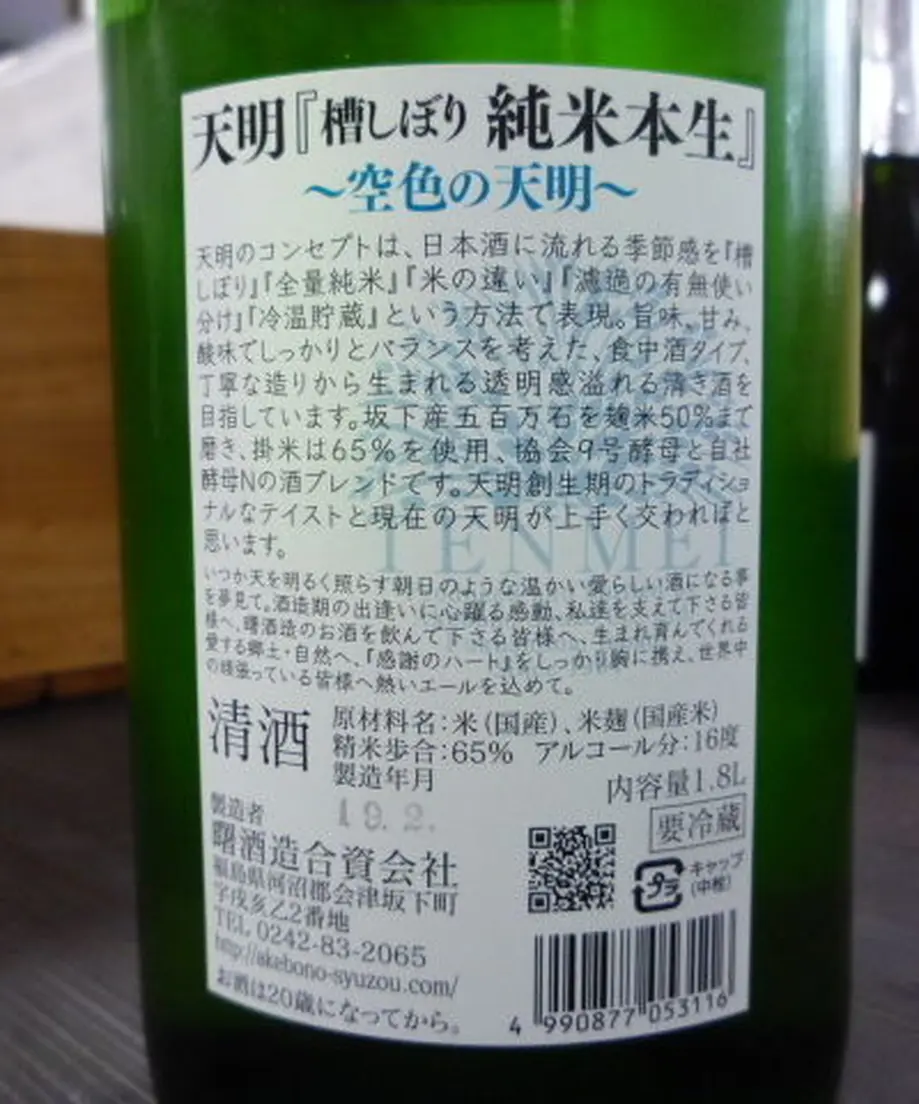 天明『槽しぼり 純米本生』
～空色の天明～
天明のコンセプトは、日本酒に流れる季節感を『槽
しぼり』『全量純米』『米の違い』『濾過の有無使い
分け』『冷温貯蔵』という方法で表現。旨味、甘み、
酸味でしっかりとバランスを考えた、食中酒タイプ、
丁寧な造りから生まれる透明感溢れる清き酒を
目指しています。坂下産五百万石を麹米50%まで
磨き、掛米は65%を使用、協会9号酵母と自社
酵母Nの酒ブレンドです。天明創生期のトラディショ
ナルなテイストと現在の天明が上手く交わればと
思います。
TENMEI
いつか天を明るく照らす朝日のような温かい愛らしい酒になる事
を夢見て。酒造期の出逢いに心躍る感動、私達を支えて下さる皆
様へ、曙酒造のお酒を飲んで下さる皆様へ、生まれ育んでくれる
愛する郷土・自然へ、『感謝のハート』をしっかり胸に携え、世界中
の頑張っている皆様へ熱いエールを込めて。
清酒
原材料名：米（国産）、米麹（国産米）
精米歩合：65% アルコール分：16度
製造年月
内容量1.8L
19.2.
要冷蔵
製造者
曙酒造合資会社
福島県河沼郡会津坂下町
字戌亥乙2番地
TEL 0242-83-2065
http://akebono-syuzou.com/
お酒は20歳になってから。
プラ
キャップ
（中栓）
4 990877 053116